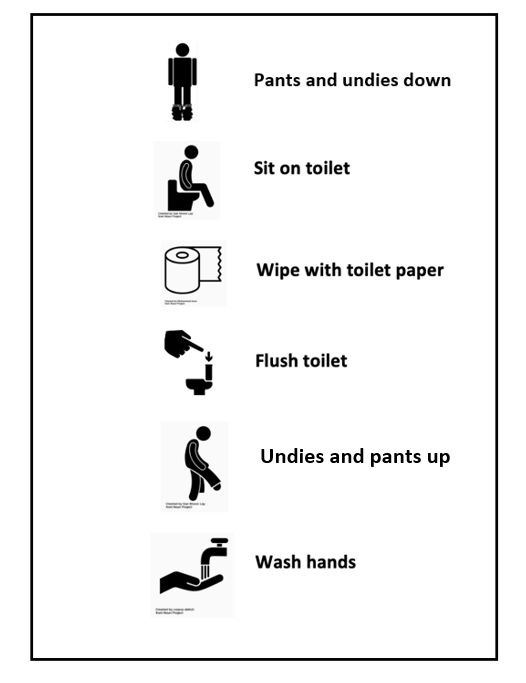 Pants and undies down
Sit on toilet
Wipe with toilet paper
Flush toilet
Undies and pants up
Wash hands